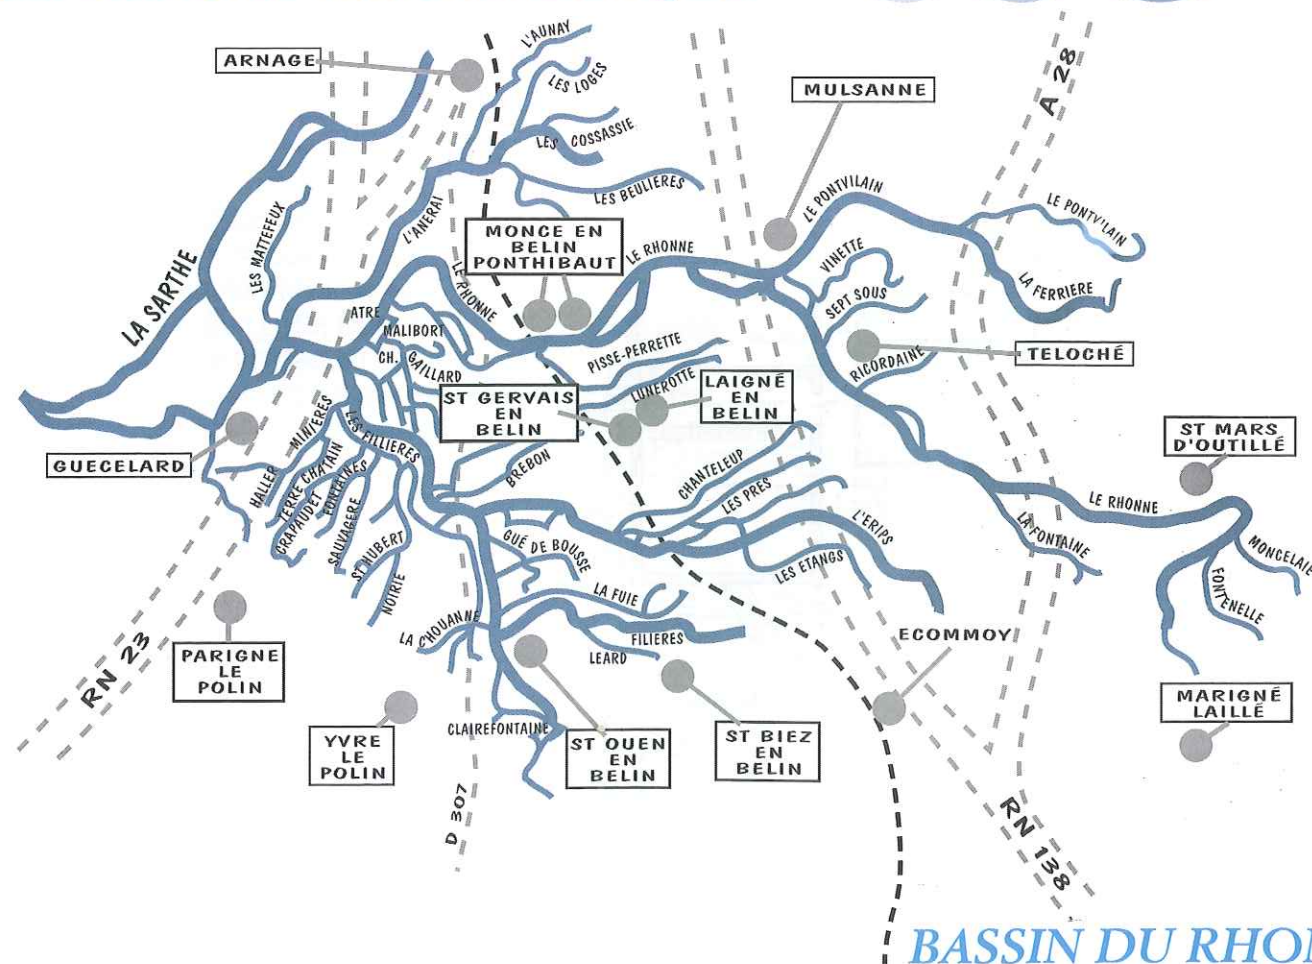 L'AUNAY
ARNAGE
LES LOGES
A 28
MULSANNE
LES COSSASSIE
LES BEULIERES
LE PONTVILAIN
LE PONTV'LAIN
L'ANERAI
LES MATTEFEUX
MONCE EN
BELIN
PONTHIBAUT
LE RHONNE
VINETTE
LA SARTHE
LE RHONNE
LA FERRIERE
SEPT SOUS
ATRE
MALIBORT
PISSE-PERRETTE
TELOCHÉ
CH. GAILLARD
RICORDAINE
LUNEROTTE
LAIGNÉ
EN
BELIN
ST GERVAIS
EN
BELIN
MINIERES
LES FILLIERES
ST MARS
D'OUTILLÉ
GUECELARD
HALLER
TERRE CHATAIN
CRAPAUDET
FONTAINES
SAUVAGERE
ST HUBERT
NOIRIE
BREBON
CHANTELEUP
LES PRES
LE RHONNE
L'ERIPS
LA FONTAINE
GUÉ DE BOUSSE
LES ETANGS
MONCELAIE
FONTENELLE
LA FUIE
LA CHOUANNE
FILIERES
LEARD
ECOMMOY
PARIGNE
LE
POLIN
RN 23
MARIGNÉ
LAILLÉ
CLAIREFONTAINE
YVRE
LE
POLIN
ST OUEN
EN
BELIN
ST BIEZ
EN
BELIN
D 307
RN 138
BASSIN DU RHON